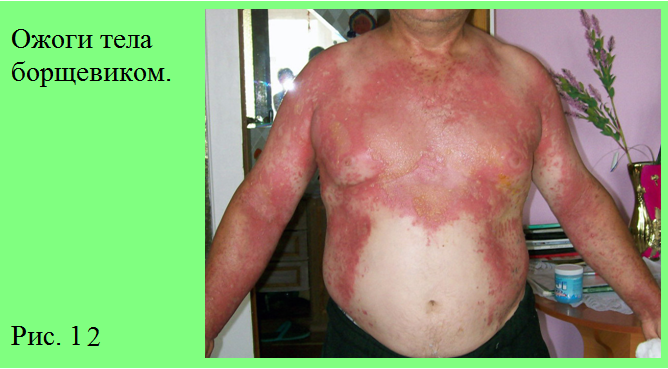 Ожоги тела
борщевиком.
Рис. 12